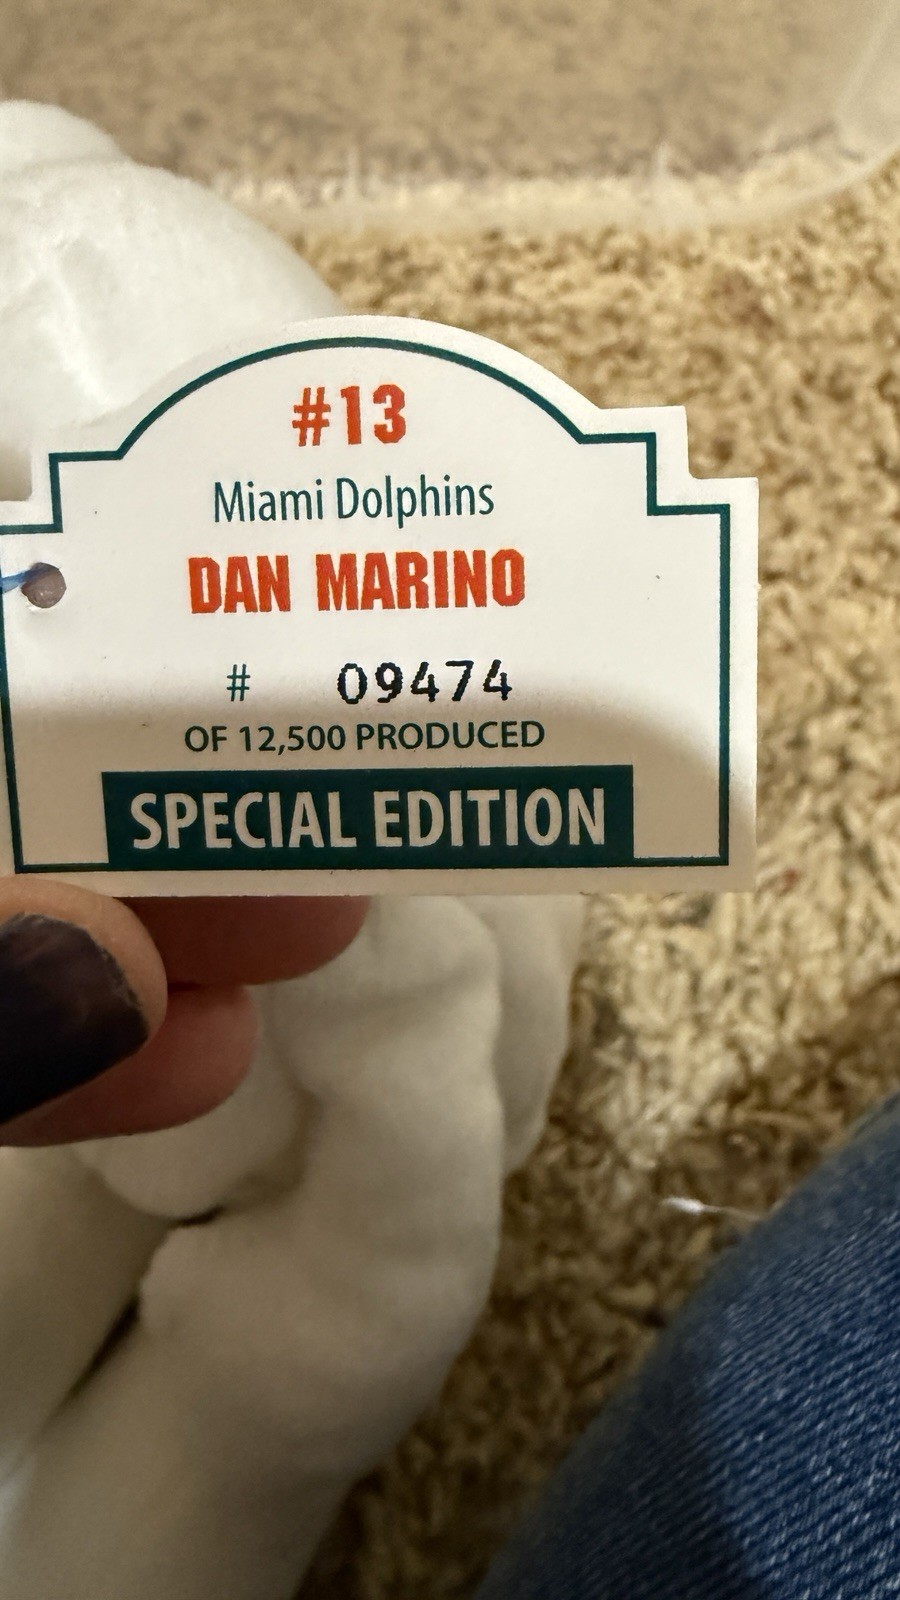 #13
Miami Dolphins
DAN MARINO
# 09474
OF 12,500 PRODUCED
SPECIAL EDITION